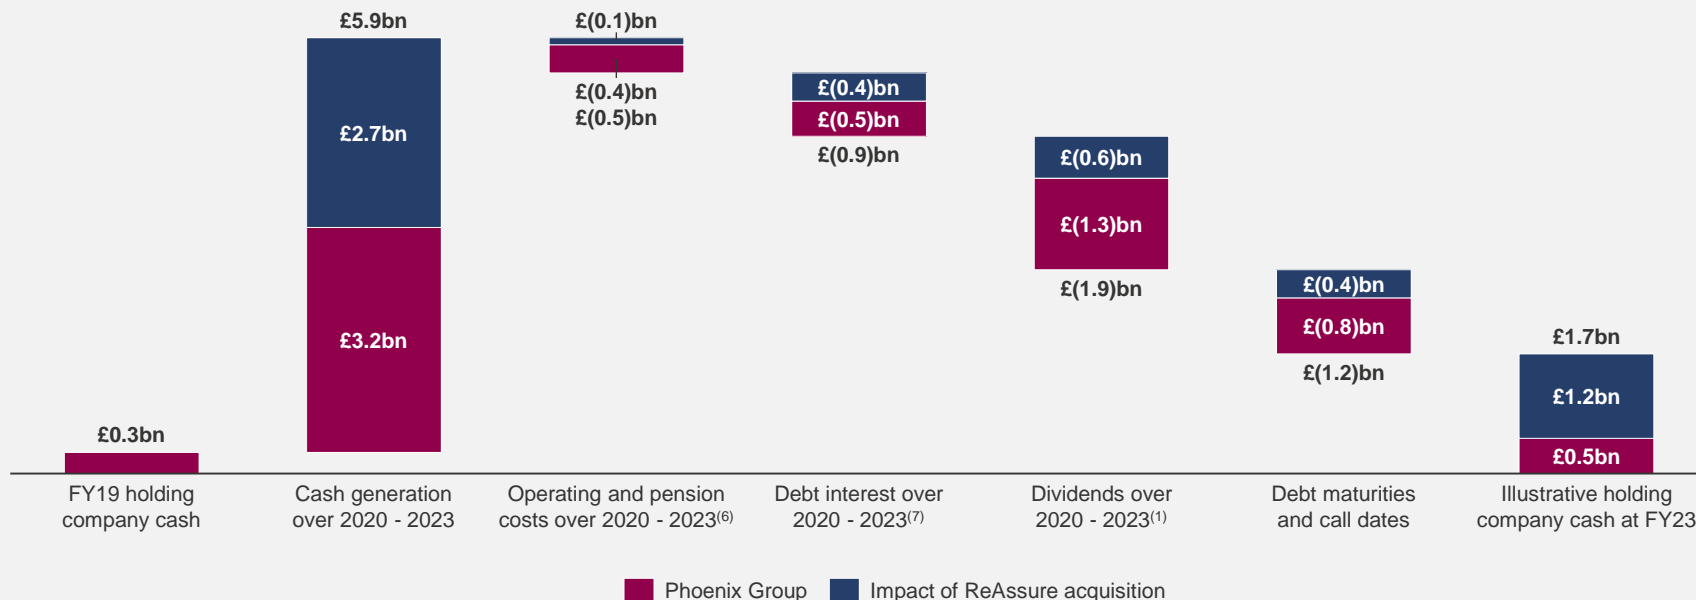 £5.9bn
£(0.1)bn
£2.7bn
£(0.4)bn
£(0.4)bn
£(0.5)bn
£(0.5)bn
£(0.9)bn
£(0.6)bn
£(1.3)bn
£(1.9)bn
£(0.4)bn
£3.2bn
£(0.8)bn
£(1.2)bn
£1.7bn
£1.2bn
£0.3bn
£0.5bn
FY19 holding
company cash
Cash generation
over 2020 - 2023
Operating and pension
costs over 2020 - 2023(6)
Debt interest over
2020 - 2023(7)
Dividends over
2020 - 2023(1)
Debt maturities
and call dates
Illustrative holding
company cash at FY23
Phoenix Group
Impact of ReAssure acquisition